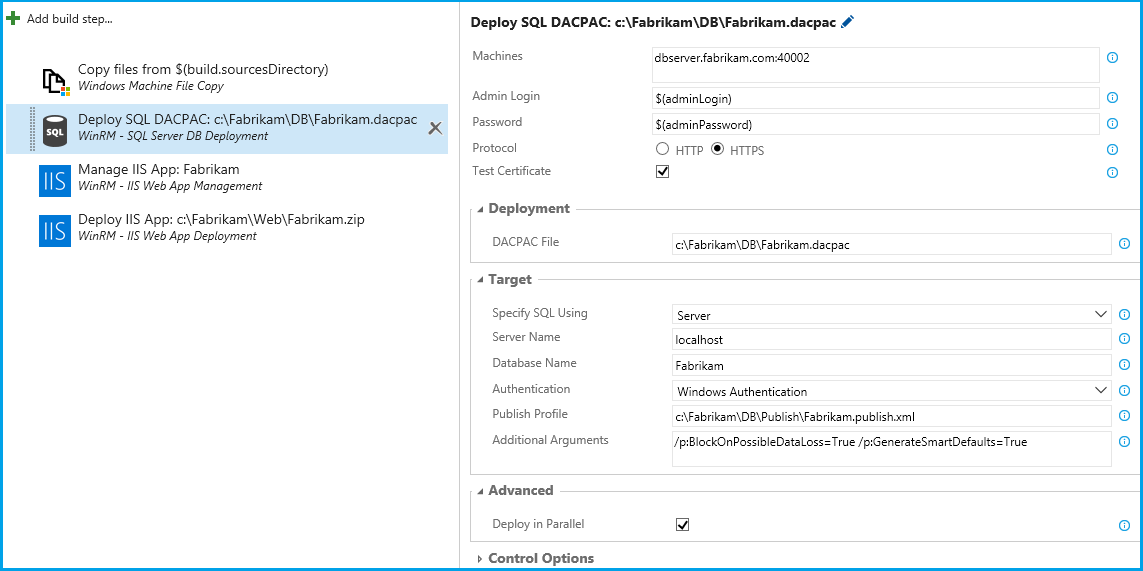 Add build step...
Copy files from $(build.sourcesDirectory)
Windows Machine File Copy
SQL
Deploy SQL DACPAC: c:\Fabrikam\DB\Fabrikam.dacpac
WinRM - SQL Server DB Deployment
IIS
Manage IIS App: Fabrikam
WinRM - IIS Web App Management
IIS
Deploy IIS App: c:\Fabrikam\Web\Fabrikam.zip
WinRM - IIS Web App Deployment
Deploy SQL DACPAC: c:\Fabrikam\DB\Fabrikam.dacpac
Machines dbserver.fabrikam.com:40002
Admin Login $(adminLogin)
Password $(adminPassword)
Protocol HTTP HTTPS
Test Certificate
Deployment
DACPAC File c:\Fabrikam\DB\Fabrikam.dacpac
Target
Specify SQL Using Server
Server Name localhost
Database Name Fabrikam
Authentication Windows Authentication
Publish Profile c:\Fabrikam\DB\Publish\Fabrikam.publish.xml
Additional Arguments /p:BlockOnPossibleDataLoss=True /p:GenerateSmartDefaults=True
Advanced
Deploy in Parallel
Control Options